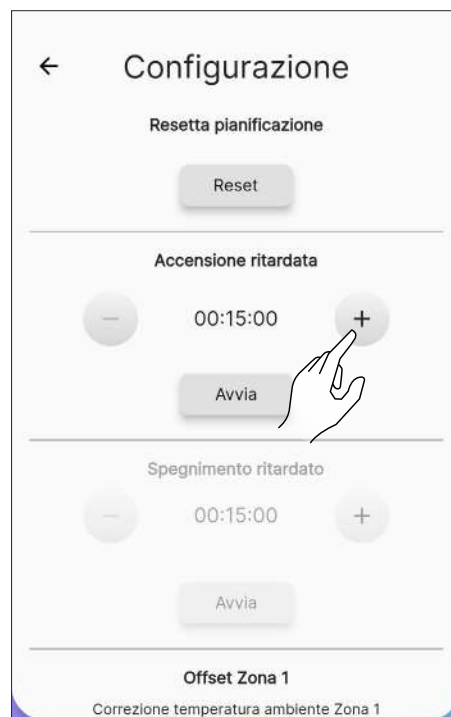 Configurazione
Resetta pianificazione
Reset
Accensione ritardata
00:15:00
Avvia
Spegnimento ritardato
00:15:00
Avvia
Offset Zona 1
Correzione temperatura ambiente Zona 1